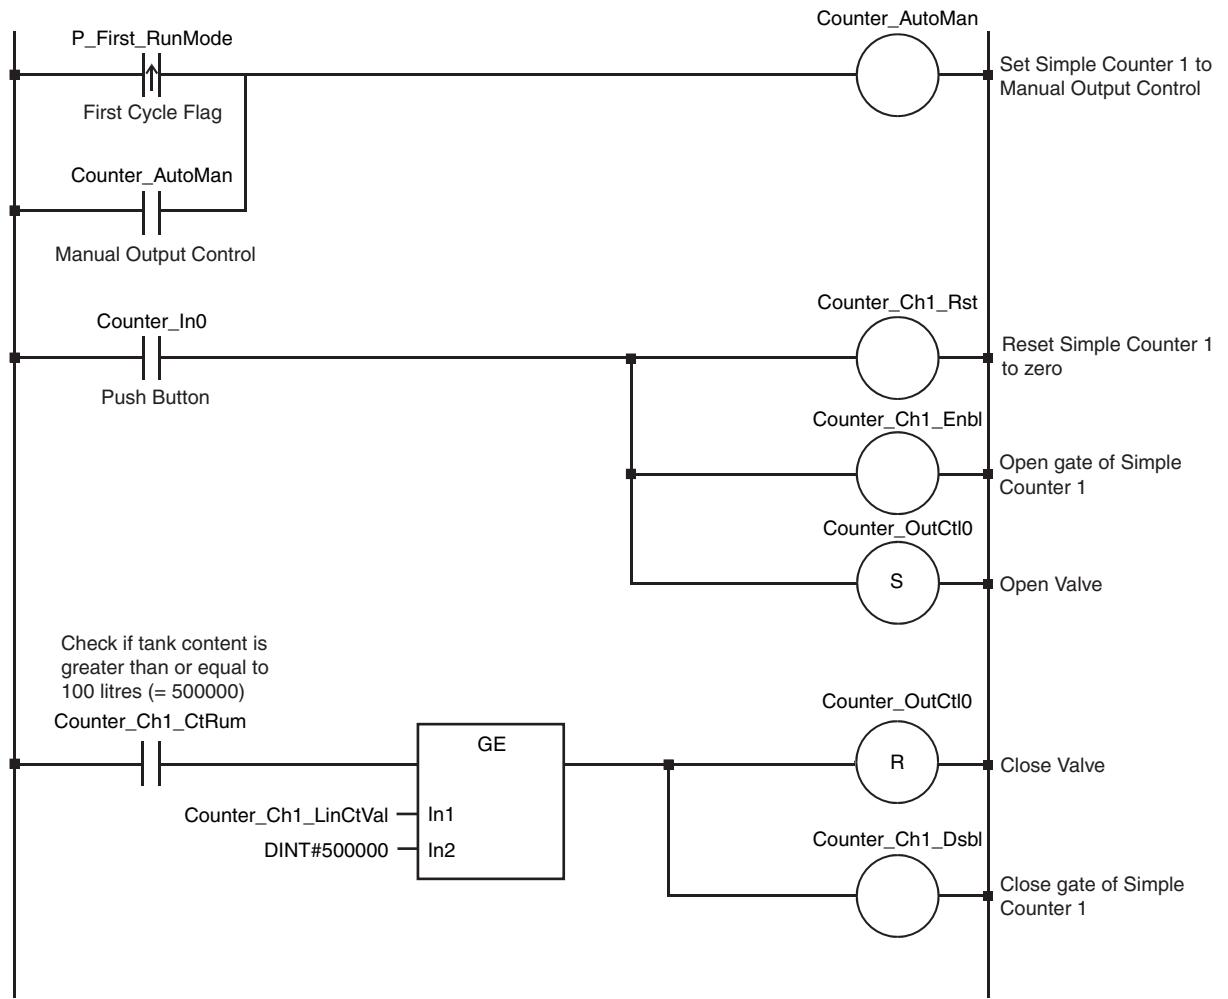 Counter_AutoMan
P_First_RunMode
Set Simple Counter 1 to
Manual Output Control
First Cycle Flag
Counter_AutoMan
Manual Output Control
Counter_Ch1_Rst
Counter_In0
Reset Simple Counter 1
to zero
Push Button
Counter_Ch1_Enbl
Open gate of Simple
Counter 1
Counter_OutCtl0
S
Open Valve
Check if tank content is
greater than or equal to
100 litres (= 500000)
Counter_Ch1_CtRum
Counter_OutCtl0
GE
R
Close Valve
Counter_Ch1_LinCtVal
In1
DINT#500000
In2
Counter_Ch1_Dsbl
Close gate of Simple
Counter 1